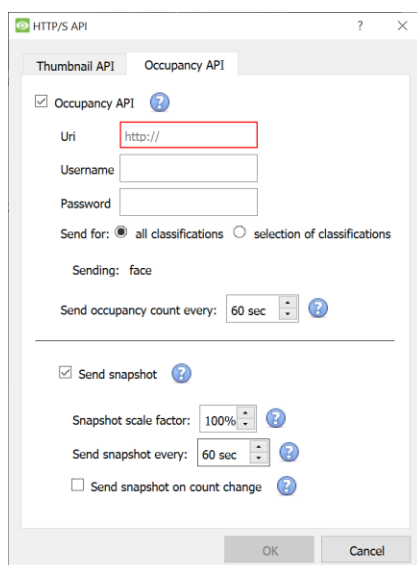 HTTP/S API ?
Thumbnail API Occupancy API
Occupancy API ?
Uri http://
Username
Password
Send for: all classifications selection of classifications
Sending: face
Send occupancy count every: 60 sec ?
Send snapshot ?
Snapshot scale factor: 100% ?
Send snapshot every: 60 sec ?
Send snapshot on count change ?
OK Cancel